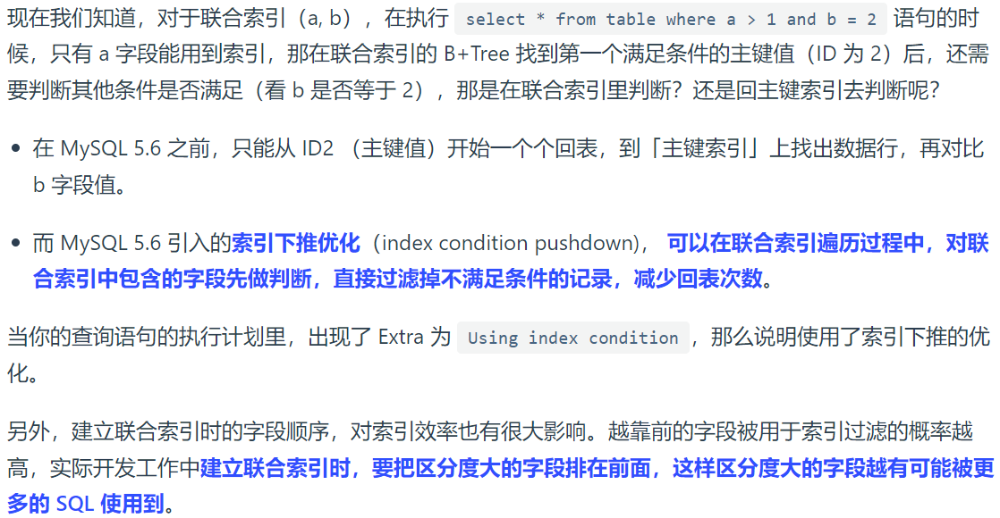 现在我们知道，对于联合索引（a, b），在执行 select * from table where a > 1 and b = 2 语句的时
候，只有 a 字段能用到索引，那在联合索引的 B+Tree 找到第一个满足条件的主键值（ID 为 2）后，还需
要判断其他条件是否满足（看 b 是否等于 2），那是在联合索引里判断？还是回主键索引去判断呢？
• 在 MySQL 5.6 之前，只能从 ID2 （主键值）开始一个个回表，到「主键索引」上找出数据行，再对比
b 字段值。
• 而 MySQL 5.6 引入的索引下推优化（index condition pushdown)， 可以在联合索引遍历过程中，对联
合索引中包含的字段先做判断，直接过滤掉不满足条件的记录，减少回表次数。
当你的查询语句的执行计划里，出现了 Extra 为 Using index condition ，那么说明使用了索引下推的优
化。
另外，建立联合索引时的字段顺序，对索引效率也有很大影响。越靠前的字段被用于索引过滤的概率越
高，实际开发工作中建立联合索引时，要把区分度大的字段排在前面，这样区分度大的字段越有可能被更
多的 SQL 使用到。